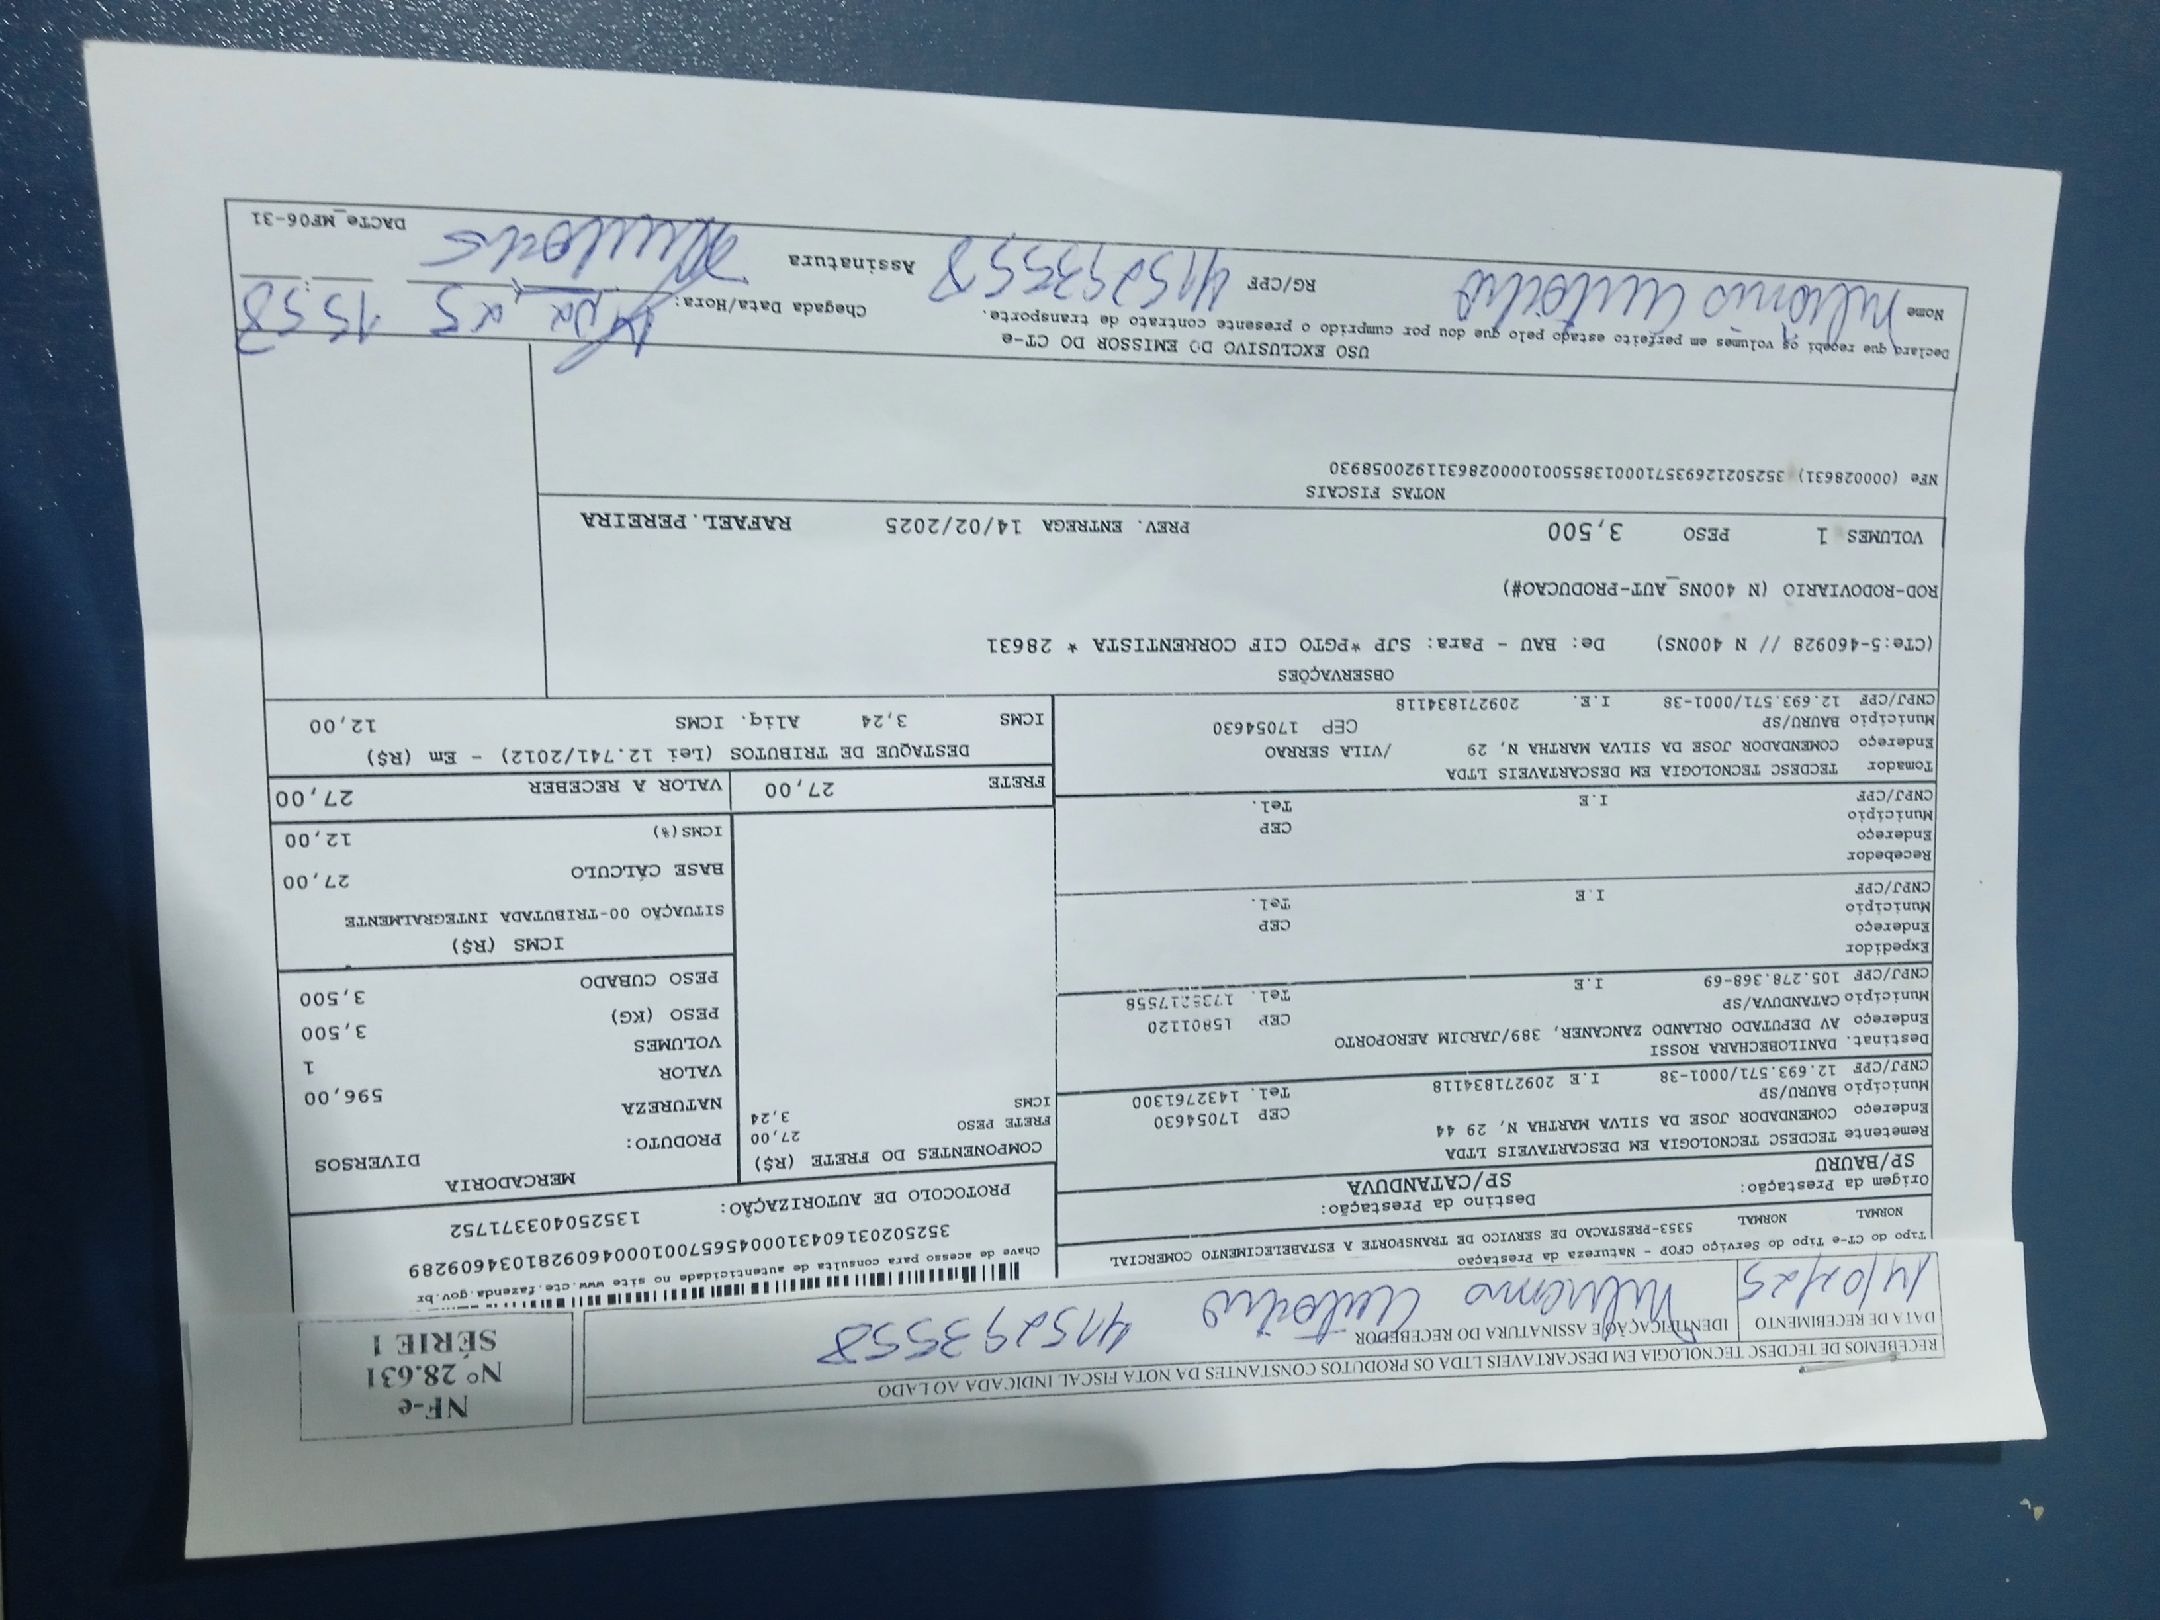 RECEBEMOS DE TECDESC TECNOLOGIA EM DESCARTAVEIS LTDA OS PRODUTOS CONSTANTES DA NOTA FISCAL INDICADA AO LADO
DATA DE RECEBIMENTO IDENTIFICAÇÃO E ASSINATURA DO RECEBEDOR
415293558
NF-e
Nº 28.631
SÉRIE 1
Tipo do CT-e Tipo do Serviço CFOP - Natureza da Prestação
NORMAL NORMAL 5353-PRESTACAO DE SERVICO DE TRANSPORTE A ESTABELECIMENTO COMERCIAL
Chave de acesso para consulta de autenticidade no site www.cte.fazenda.gov.br
PROTOCOLO DE AUTORIZAÇÃO: 135250403371752
Origem da Prestação: Destino da Prestação:
SP/BAURU SP/CATANDUVA
Remetente TECDESC TECNOLOGIA EM DESCARTAVEIS LTDA
Endereço COMENDADOR JOSE DA SILVA MARTHA N, 29 44
Município BAURU/SP CEP 17054630
CNPJ/CPF 12.693.571/0001-38 I.E 209271834118 Tel. 1432761300
Destinat. DANILOBECHARA ROSSI
Endereço AV DEPUTADO ORLANDO ZANCANER, 389/JARDIM AEROPORTO
Município CATANDUVA/SP CEP 15801120
CNPJ/CPF 105.278.368-69 I.E Tel.
Expedidor
Endereço
Município CEP
CNPJ/CPF I.E Tel.
Recebedor
Endereço
Município CEP
CNPJ/CPF I.E Tel.
Tomador TECDESC TECNOLOGIA EM DESCARTAVEIS LTDA
Endereço COMENDADOR JOSE DA SILVA MARTHA N, 29 /VILA SERRAO
Município BAURU/SP CEP 17054630
CNPJ/CPF 12.693.571/0001-38 I.E. 209271834118
COMPONENTES DO FRETE (R$)
FRETE PESO 27,00
ICMS 3,24
MERCADORIA
PRODUTO: DIVERSOS
NATUREZA
VALOR 596,00
VOLUMES 1
PESO (KG) 3,500
PESO CUBADO 3,500
ICMS (R$)
SITUAÇÃO 00-TRIBUTADA INTEGRALMENTE
BASE CÁLCULO 27,00
ICMS(%) 12,00
FRETE 27,00 VALOR A RECEBER 27,00
DESTAQUE DE TRIBUTOS (Lei 12.741/2012) - Em (R$)
ICMS 3,24 Aliq. ICMS 12,00
OBSERVAÇÕES
(CTe:5-460928 // N 400NS) De: BAU - Para: SJP *PGTO CIF CORRENTISTA * 28631
ROD-RODOVIARIO (N 400NS_AUT-PRODUCAO#)
VOLUMES 1 PESO 3,500 PREV. ENTREGA 14/02/2025 RAFAEL.PEREIRA
NOTAS FISCAIS
NFe (000028631) 35250212693571000138550010000286311920058930
USO EXCLUSIVO DO EMISSOR DO CT-e
Declara que recebi os volumes em perfeito estado pelo que dou por cumprido o presente contrato de transporte.
Nome RG/CPF 415293558 Chegada Data/Hora: 15:58
Assinatura
DACTe_MF06-31